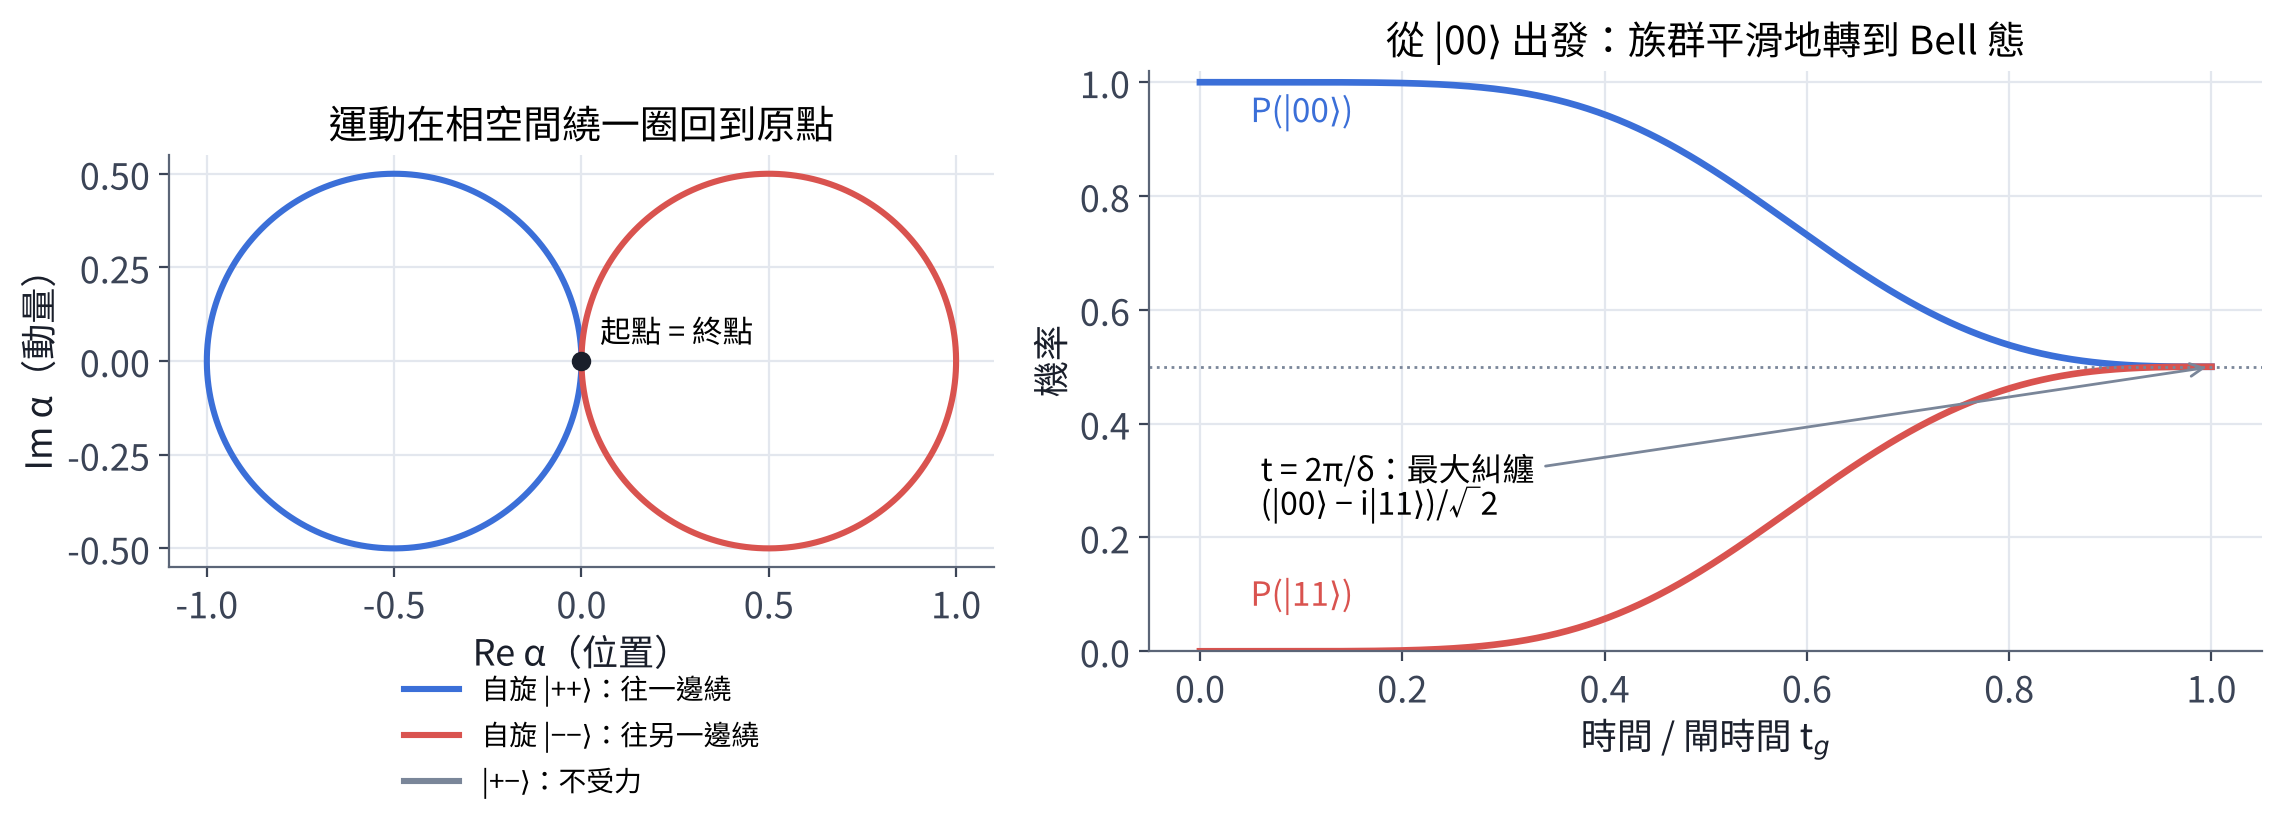 運動在相空間繞一圈回到原點
0.50
0.25
0.00
-0.25
-0.50
Im α（動量）
起點 = 終點
-1.0
-0.5
0.0
0.5
1.0
Re α（位置）
自旋 |++⟩：往一邊繞
自旋 |−−⟩：往另一邊繞
|+−⟩：不受力
從 |00⟩ 出發：族群平滑地轉到 Bell 態
1.0
0.8
0.6
0.4
0.2
0.0
機率
P(|00⟩)
t = 2π/δ：最大糾纏
(|00⟩ − i|11⟩)/√2
P(|11⟩)
0.0
0.2
0.4
0.6
0.8
1.0
時間 / 閘時間 t_g